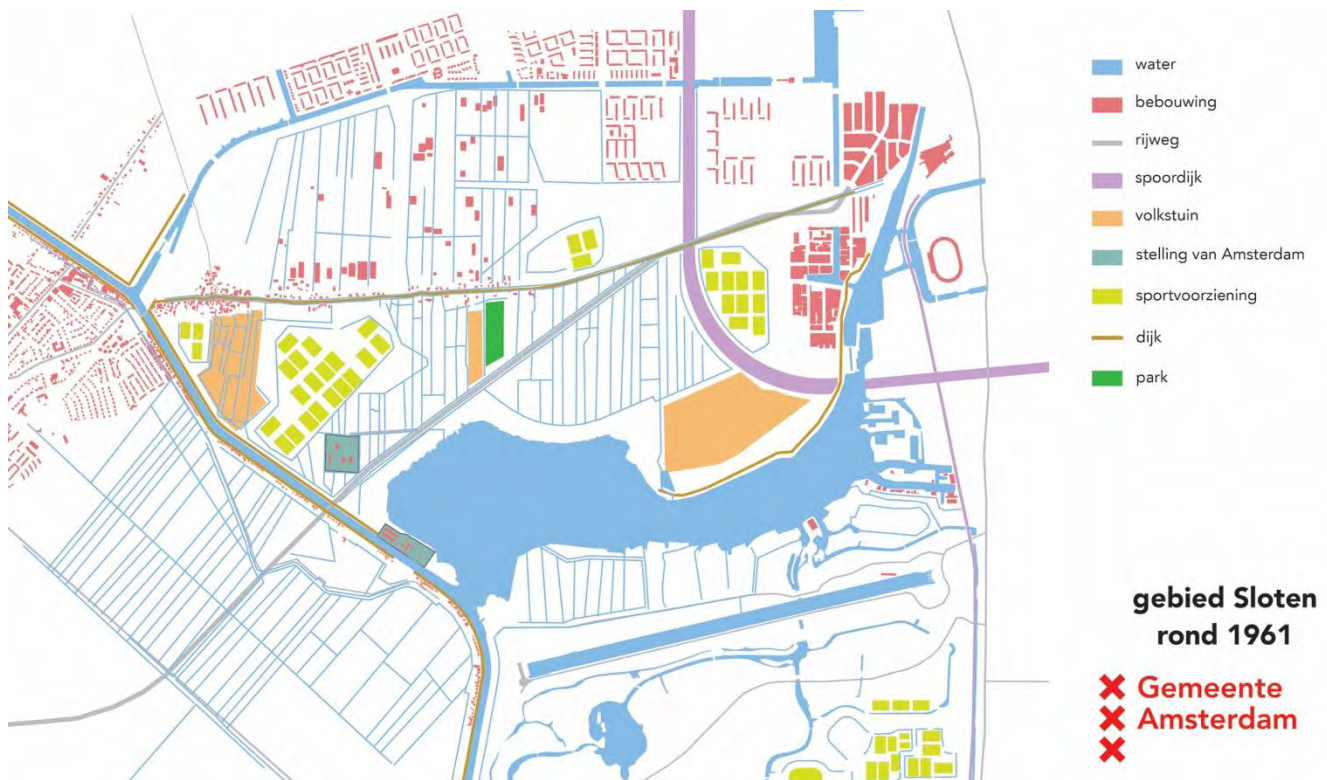 water
bebouwing
rijweg
spoordijk
volkstuin
stelling van Amsterdam
sportvoorziening
dijk
park
gebied Sloten
rond 1961
Gemeente
Amsterdam